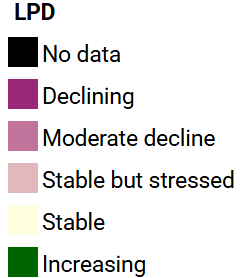 LPD
No data
Declining
Moderate decline
Stable but stressed
Stable
Increasing